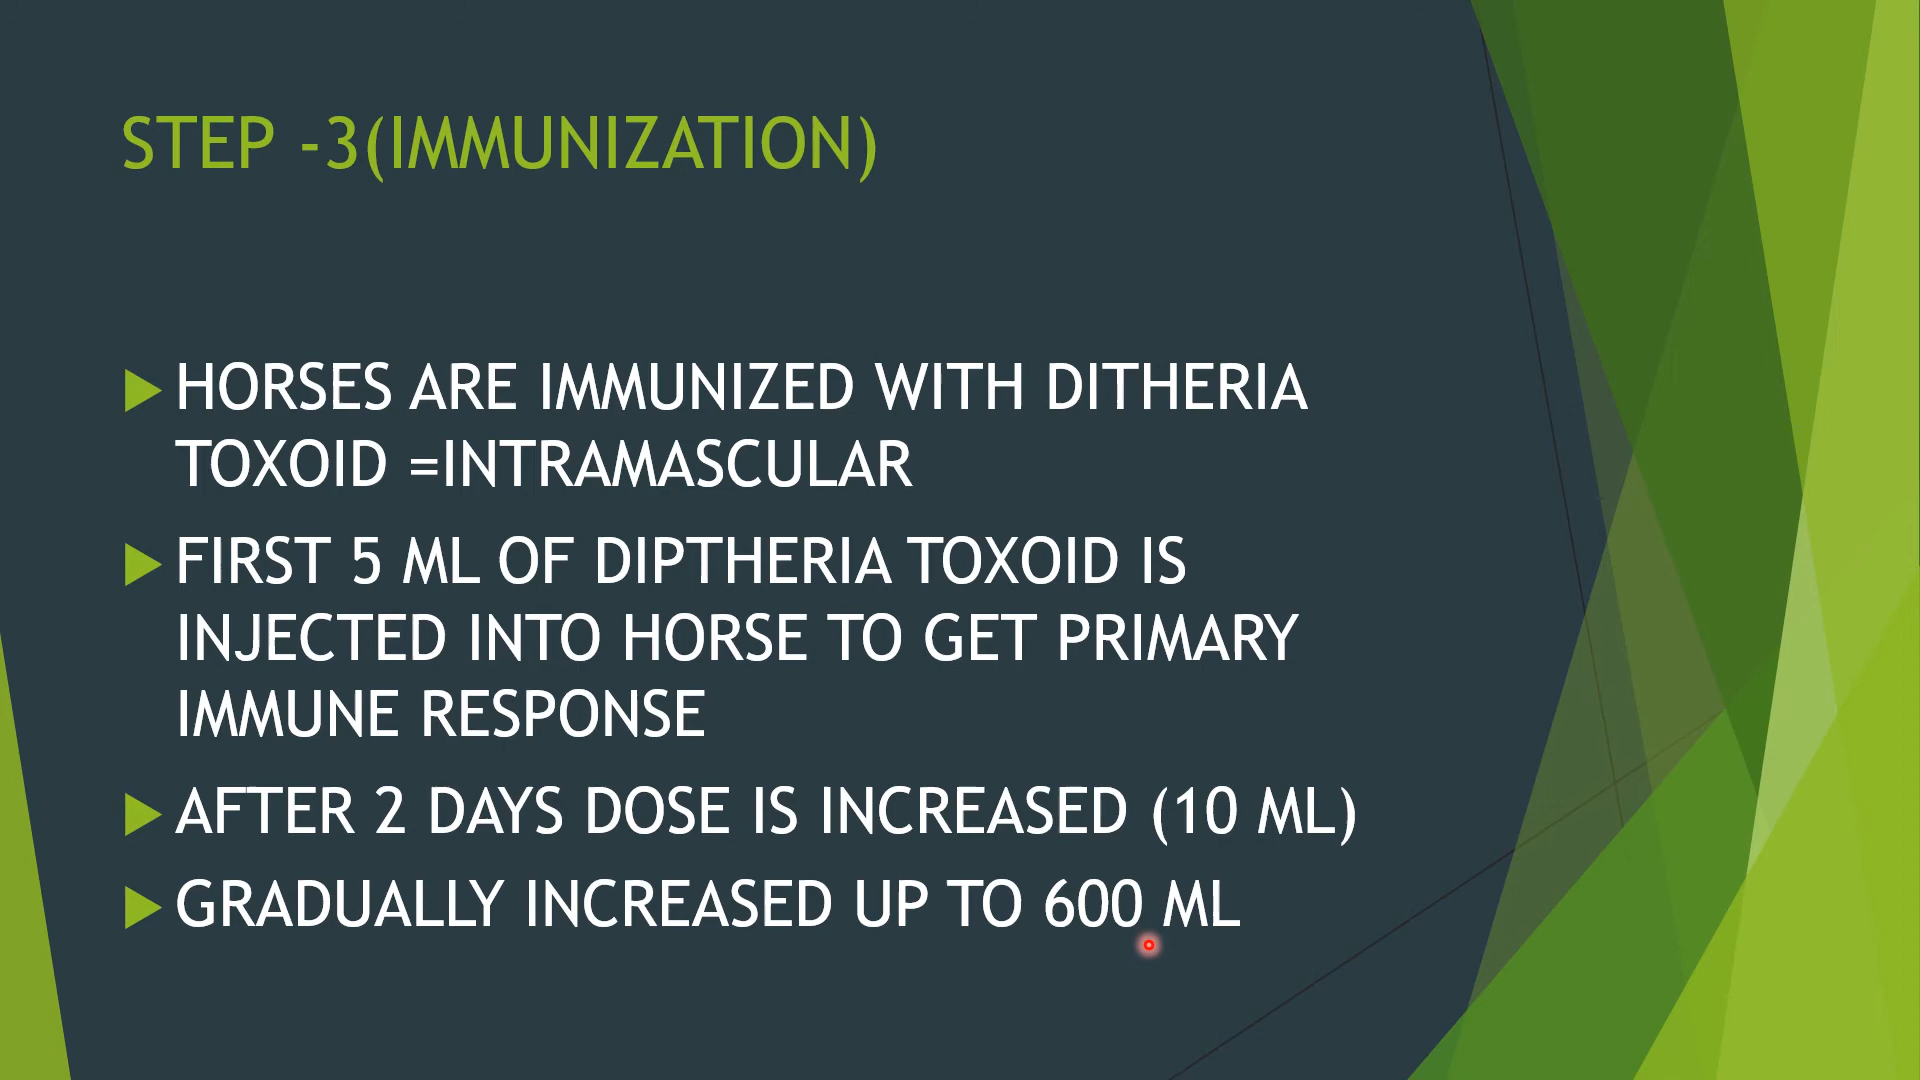 STEP -3(IMMUNIZATION)
HORSES ARE IMMUNIZED WITH DITHERIA
TOXOID =INTRAMASCULAR
FIRST 5 ML OF DIPTHERIA TOXOID IS
INJECTED INTO HORSE TO GET PRIMARY
IMMUNE RESPONSE
AFTER 2 DAYS DOSE IS INCREASED (10 ML)
GRADUALLY INCREASED UP TO 600 ML